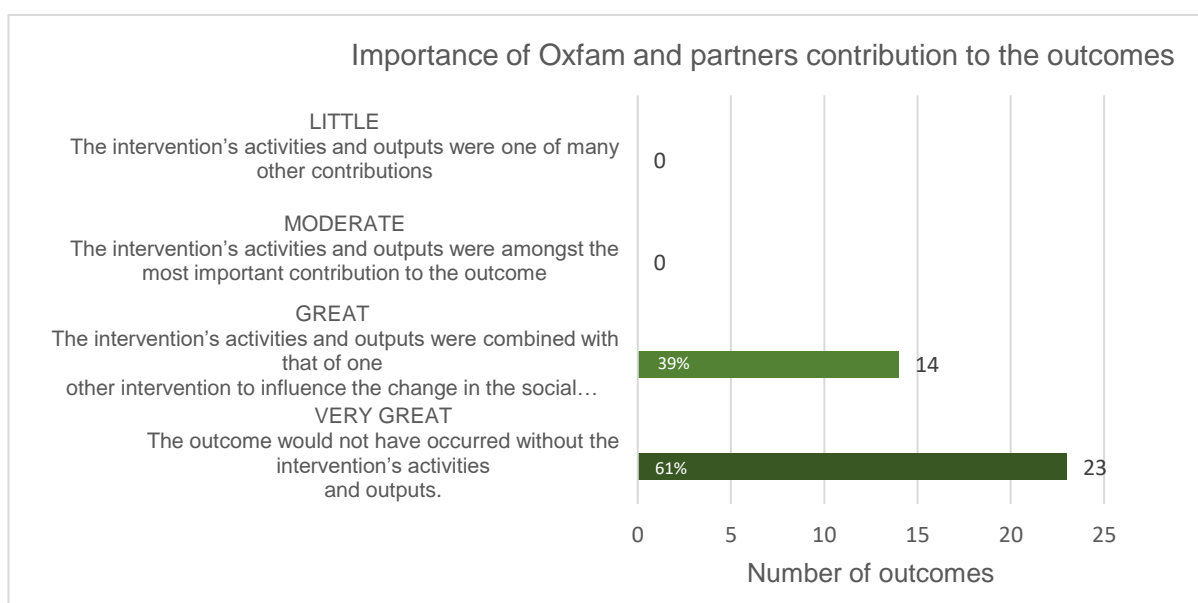 Importance of Oxfam and partners contribution to the outcomes
LITTLE
The intervention’s activities and outputs were one of many
other contributions
0
MODERATE
The intervention’s activities and outputs were amongst the
most important contribution to the outcome
0
GREAT
The intervention’s activities and outputs were combined with
that of one
other intervention to influence the change in the social…
39%
14
VERY GREAT
The outcome would not have occurred without the
intervention’s activities
and outputs.
61%
23
0 5 10 15 20 25
Number of outcomes